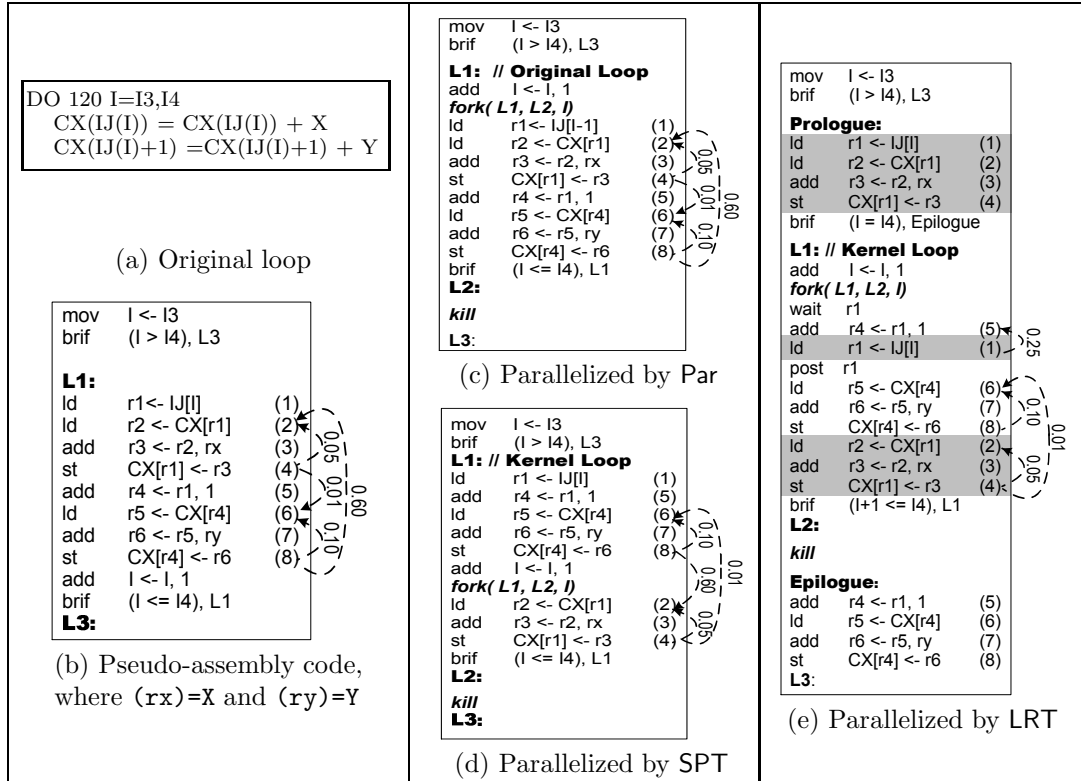 DO 120 I=I3,I4
CX(IJ(I)) = CX(IJ(I)) + X
CX(IJ(I)+1) =CX(IJ(I)+1) + Y
(a) Original loop
mov I <- I3
brif (I > I4), L3
L1:
ld r1<- IJ[I] (1)
ld r2 <- CX[r1] (2)
add r3 <- r2, rx (3)
st CX[r1] <- r3 (4)
add r4 <- r1, 1 (5)
ld r5 <- CX[r4] (6)
add r6 <- r5, ry (7)
st CX[r4] <- r6 (8)
add I <- I, 1
brif (I <= I4), L1
L3:
0.05
0.01
0.10
0.60
(b) Pseudo-assembly code,
where (rx)=X and (ry)=Y
mov I <- I3
brif (I > I4), L3
L1: // Original Loop
add I <- I, 1
fork( L1, L2, I)
ld r1<- IJ[I-1] (1)
ld r2 <- CX[r1] (2)
add r3 <- r2, rx (3)
st CX[r1] <- r3 (4)
add r4 <- r1, 1 (5)
ld r5 <- CX[r4] (6)
add r6 <- r5, ry (7)
st CX[r4] <- r6 (8)
brif (I <= I4), L1
L2:
kill
L3:
0.05
0.01
0.10
0.60
(c) Parallelized by Par
mov I <- I3
brif (I > I4), L3
L1: // Kernel Loop
ld r1 <- IJ[I] (1)
add r4 <- r1, 1 (5)
ld r5 <- CX[r4] (6)
add r6 <- r5, ry (7)
st CX[r4] <- r6 (8)
add I <- I, 1
fork( L1, L2, I)
ld r2 <- CX[r1] (2)
add r3 <- r2, rx (3)
st CX[r1] <- r3 (4)
brif (I <= I4), L1
L2:
kill
L3:
0.10
0.60
0.05
0.01
(d) Parallelized by SPT
mov I <- I3
brif (I > I4), L3
Prologue:
ld r1 <- IJ[I] (1)
ld r2 <- CX[r1] (2)
add r3 <- r2, rx (3)
st CX[r1] <- r3 (4)
brif (I = I4), Epilogue
L1: // Kernel Loop
add I <- I, 1
fork( L1, L2, I)
wait r1
add r4 <- r1, 1 (5)
ld r1 <- IJ[I] (1)
post r1
ld r5 <- CX[r4] (6)
add r6 <- r5, ry (7)
st CX[r4] <- r6 (8)
ld r2 <- CX[r1] (2)
add r3 <- r2, rx (3)
st CX[r1] <- r3 (4)
brif (I+1 <= I4), L1
L2:
kill
Epilogue:
add r4 <- r1, 1 (5)
ld r5 <- CX[r4] (6)
add r6 <- r5, ry (7)
st CX[r4] <- r6 (8)
L3:
0.25
0.10
0.05
0.01
(e) Parallelized by LRT